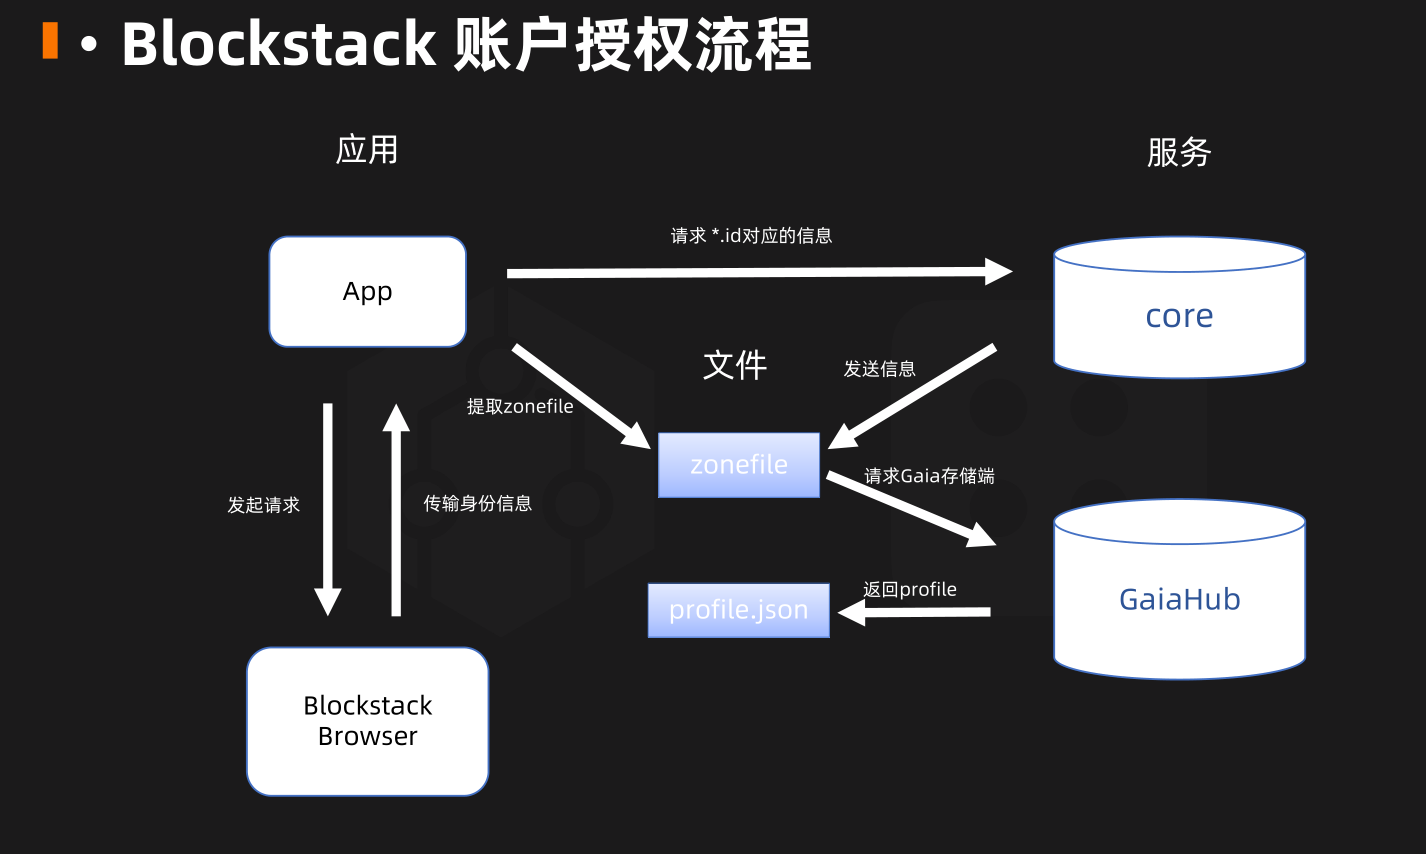 • Blockstack 账户授权流程
应用
服务
请求 *.id对应的信息
App
core
文件
发送信息
提取zonefile
zonefile
请求Gaia存储端
发起请求
传输身份信息
返回profile
profile.json
GaiaHub
Blockstack
Browser